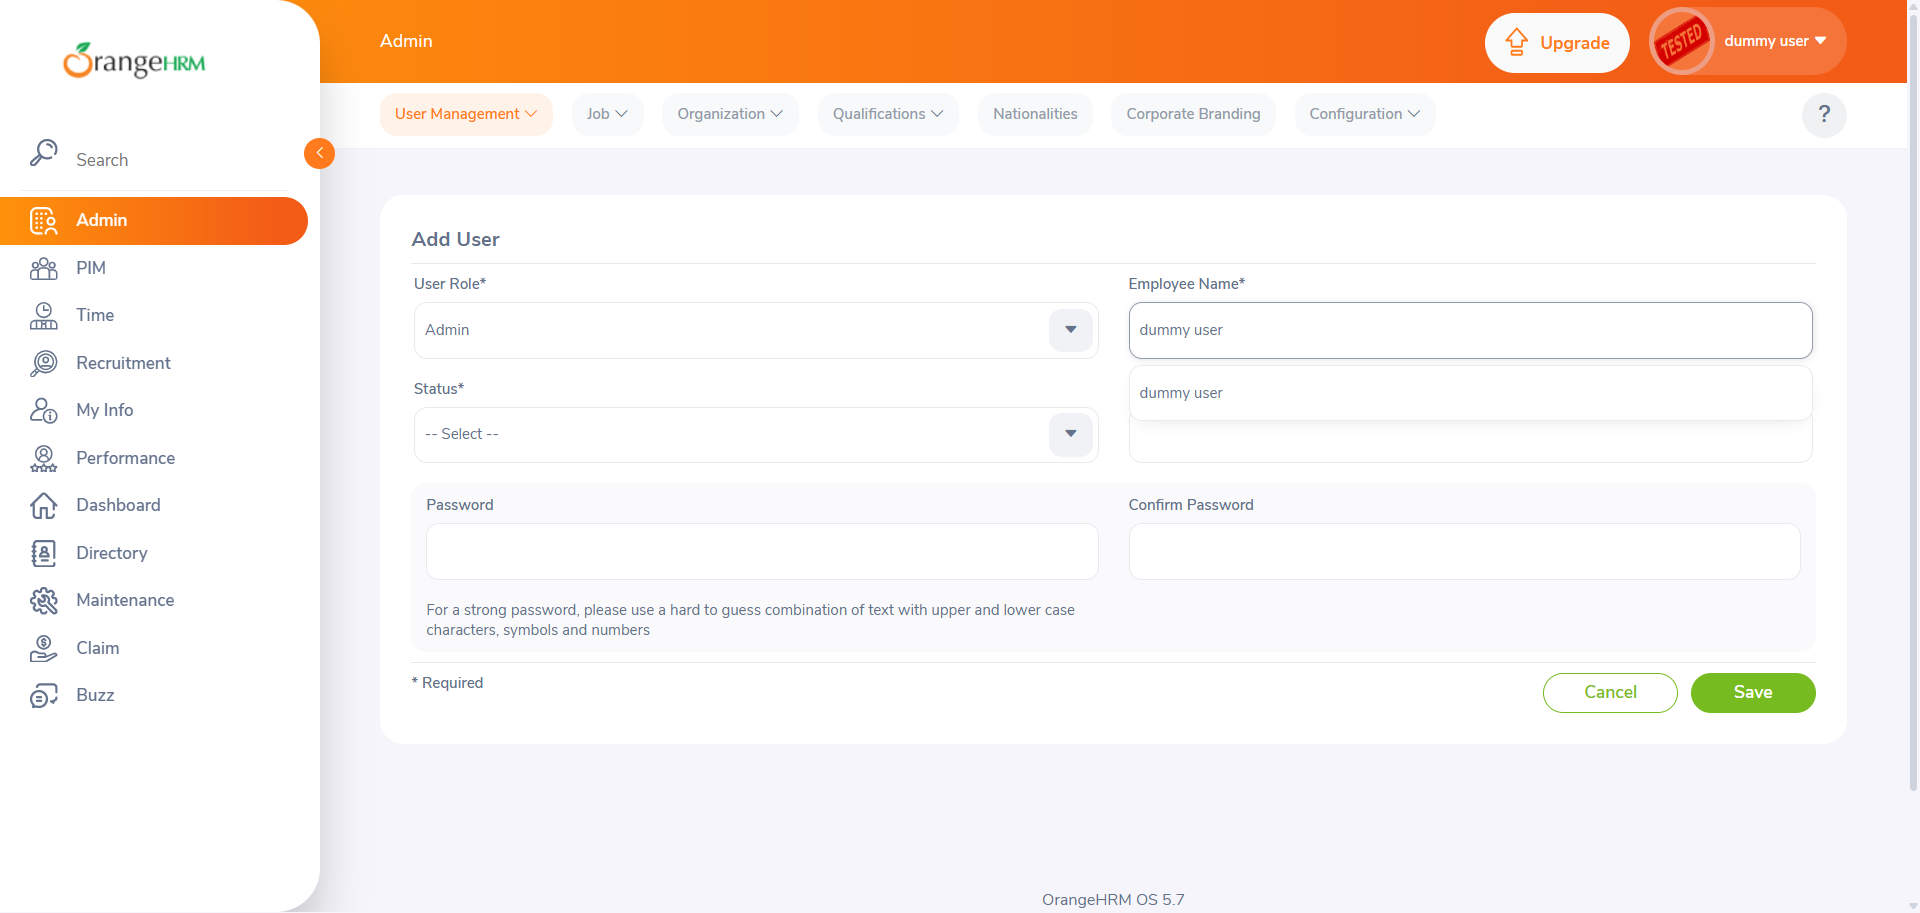 OrangeHRM
Admin
Upgrade
TESTED
dummy user
User Management
Job
Organization
Qualifications
Nationalities
Corporate Branding
Configuration
?
Search
Admin
PIM
Time
Recruitment
My Info
Performance
Dashboard
Directory
Maintenance
Claim
Buzz
Add User
User Role*
Employee Name*
Admin
dummy user
Status*
dummy user
-- Select --
Password
Confirm Password
For a strong password, please use a hard to guess combination of text with upper and lower case
characters, symbols and numbers
* Required
Cancel
Save
OrangeHRM OS 5.7